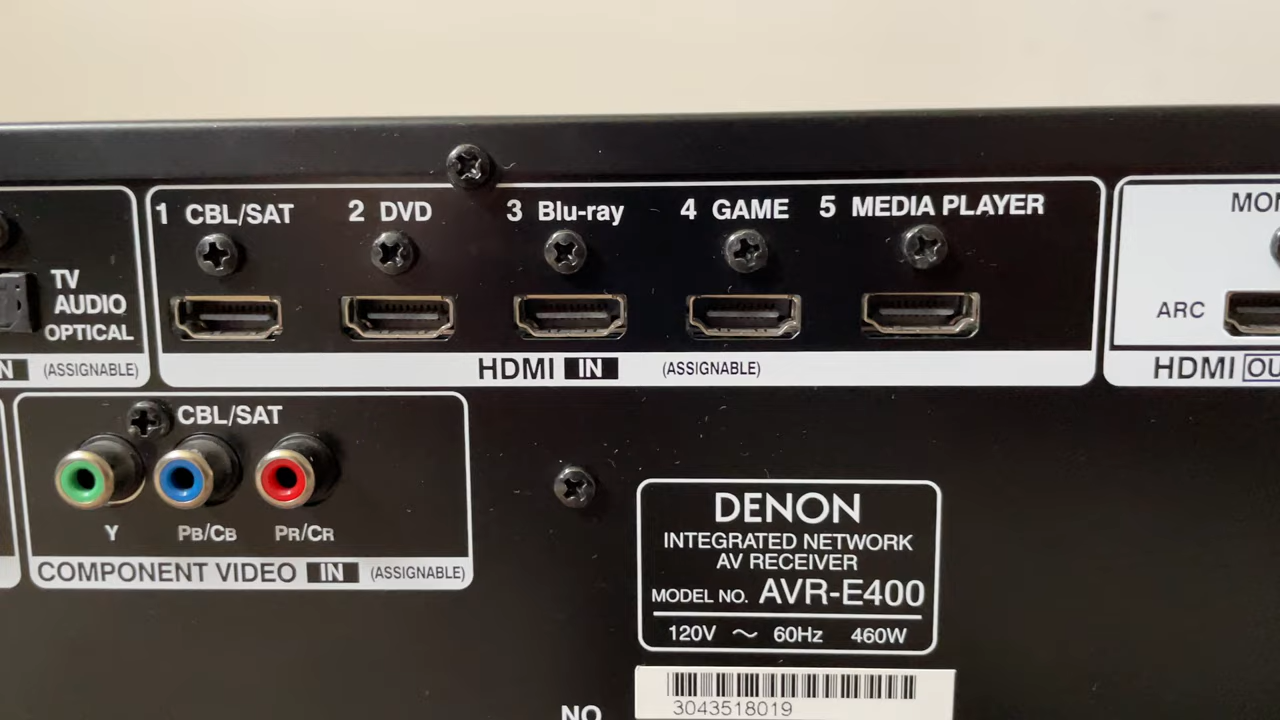 1 CBL/SAT 2 DVD 3 Blu-ray 4 GAME 5 MEDIA PLAYER
TV
AUDIO
OPTICAL
(ASSIGNABLE)
HDMI IN (ASSIGNABLE)
ARC
HDMI
CBL/SAT
Y PB/CB PR/CR
COMPONENT VIDEO IN (ASSIGNABLE)
DENON
INTEGRATED NETWORK
AV RECEIVER
MODEL NO. AVR-E400
120V ~ 60Hz 460W
3043518019
NO